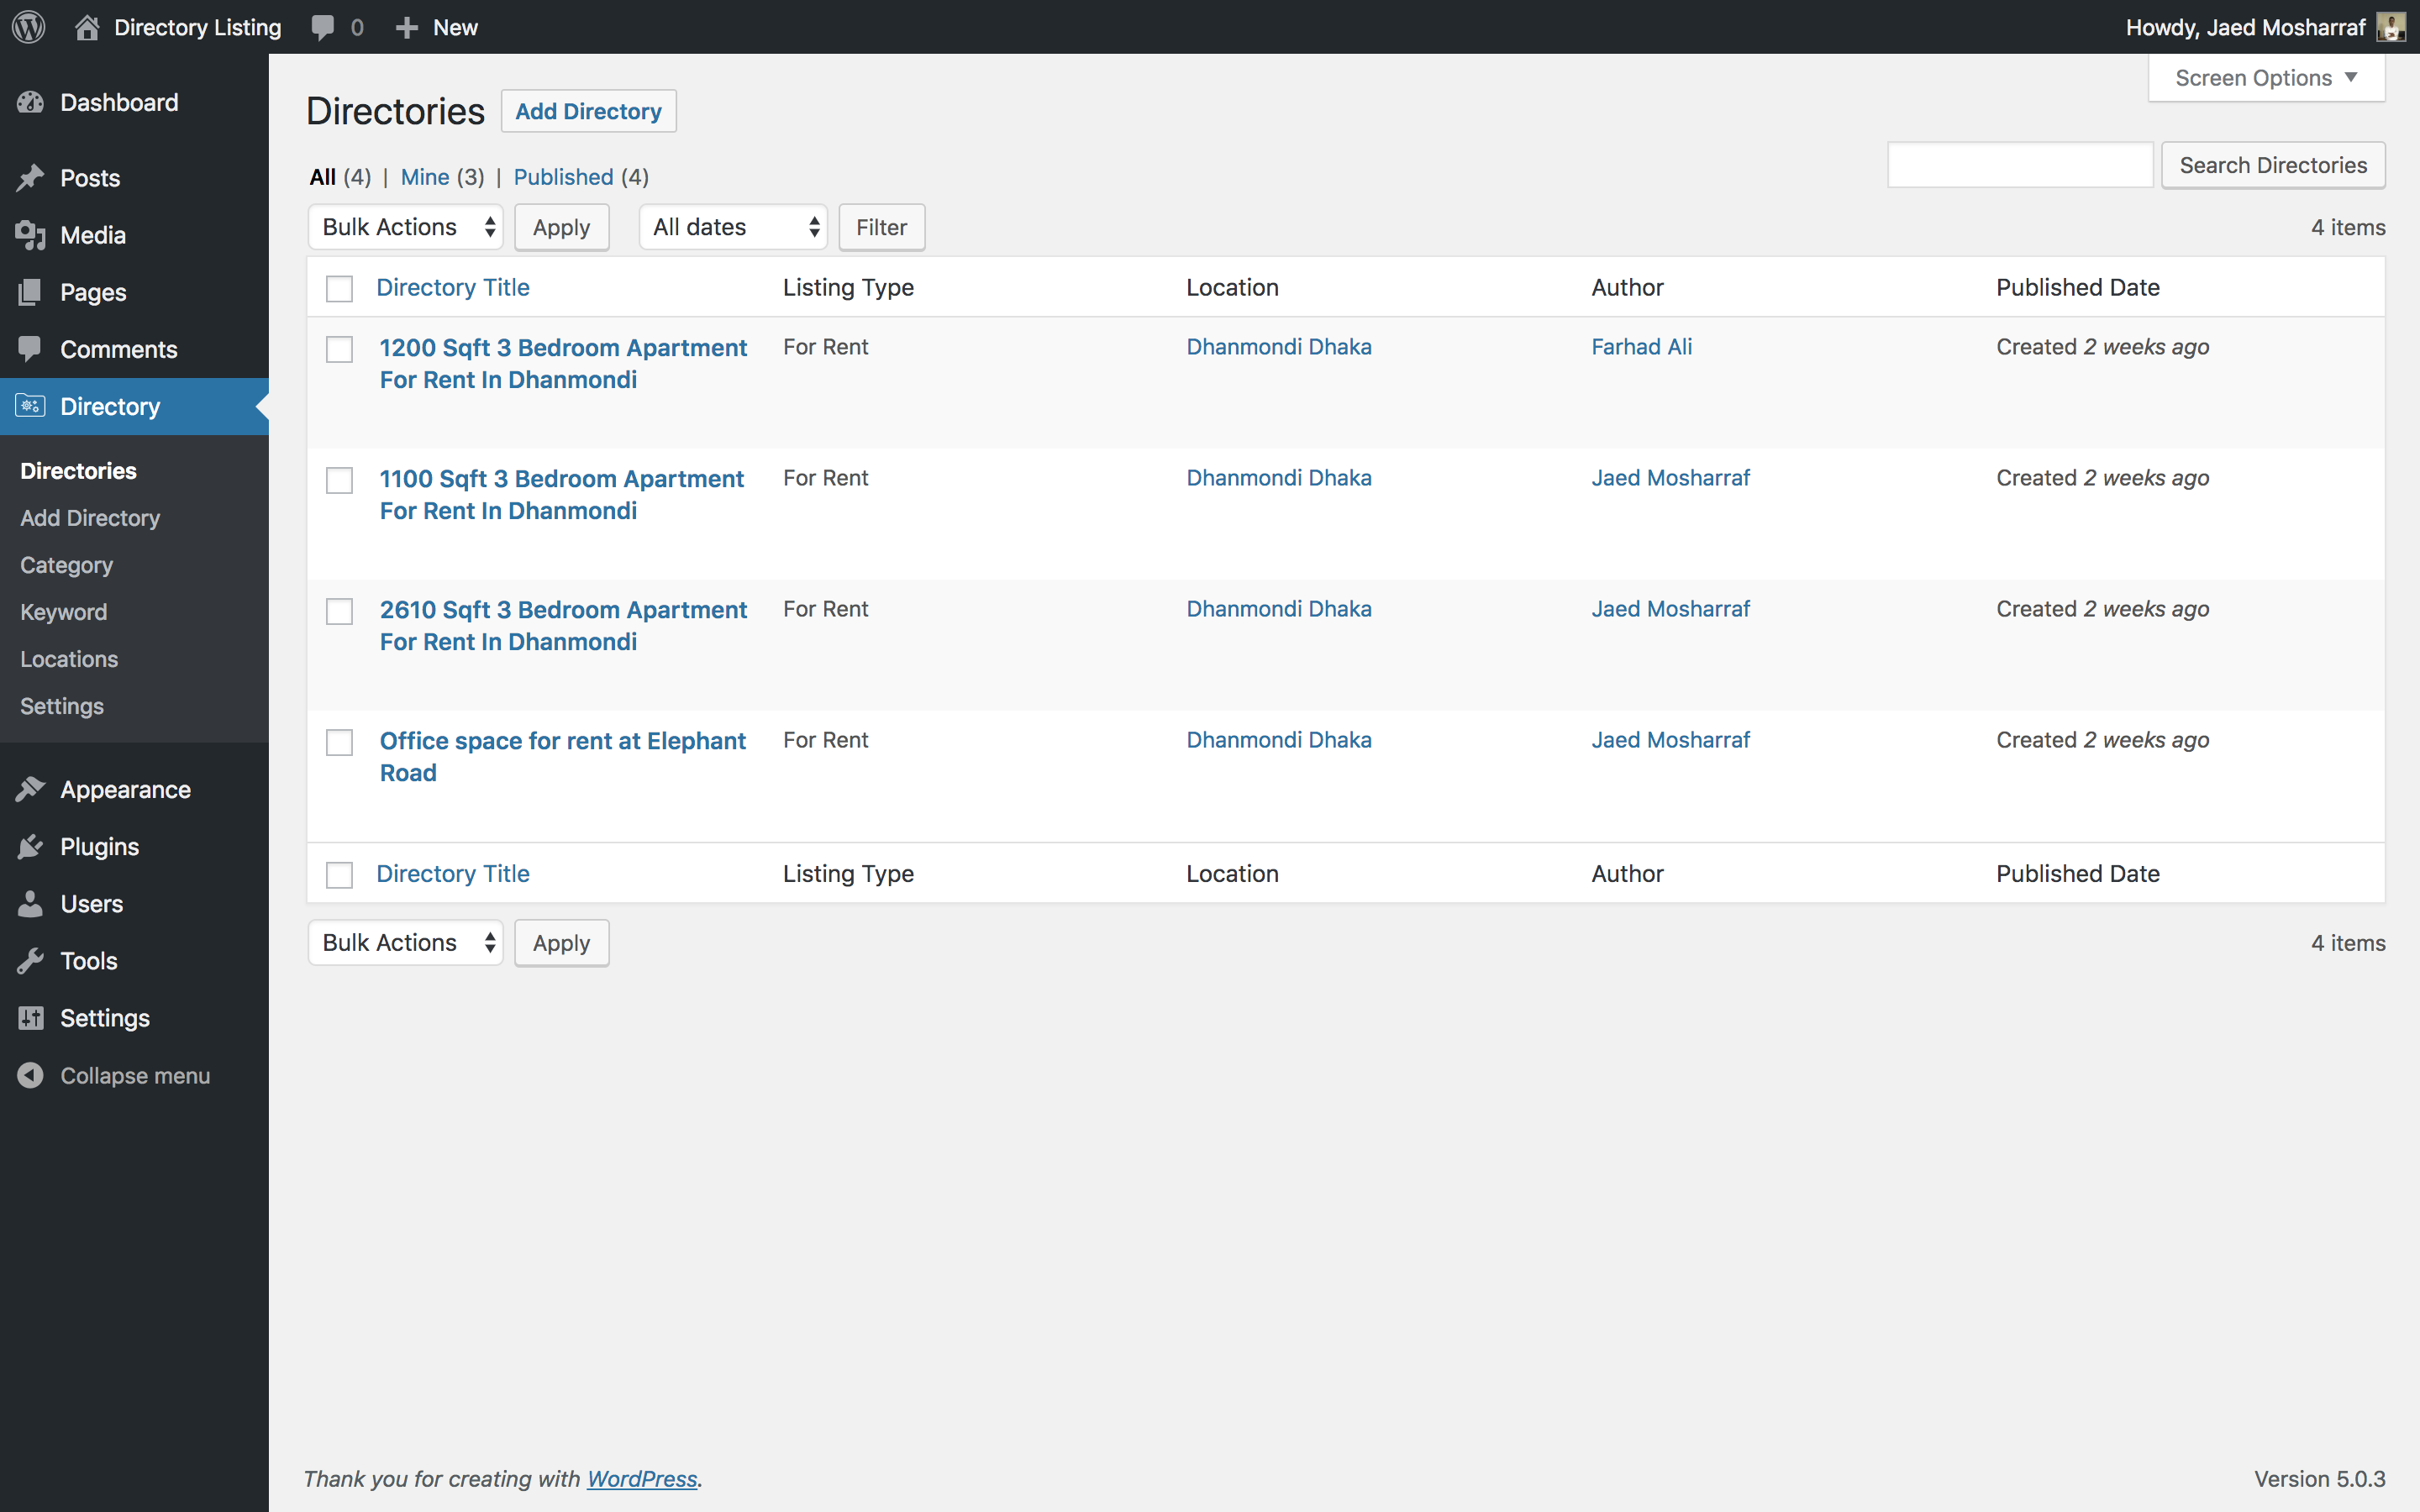 Directory Listing 0 New Howdy, Jaed Mosharraf
Screen Options
Dashboard
Posts
Media
Pages
Comments
Directory
Directories
Add Directory
Category
Keyword
Locations
Settings
Appearance
Plugins
Users
Tools
Settings
Collapse menu
Directories Add Directory
All (4) | Mine (3) | Published (4)
Search Directories
Bulk Actions Apply All dates Filter 4 items
Directory Title Listing Type Location Author Published Date
1200 Sqft 3 Bedroom Apartment For Rent Dhanmondi Dhaka Farhad Ali Created 2 weeks ago
For Rent In Dhanmondi
1100 Sqft 3 Bedroom Apartment For Rent Dhanmondi Dhaka Jaed Mosharraf Created 2 weeks ago
For Rent In Dhanmondi
2610 Sqft 3 Bedroom Apartment For Rent Dhanmondi Dhaka Jaed Mosharraf Created 2 weeks ago
For Rent In Dhanmondi
Office space for rent at Elephant For Rent Dhanmondi Dhaka Jaed Mosharraf Created 2 weeks ago
Road
Directory Title Listing Type Location Author Published Date
Bulk Actions Apply 4 items
Thank you for creating with WordPress. Version 5.0.3